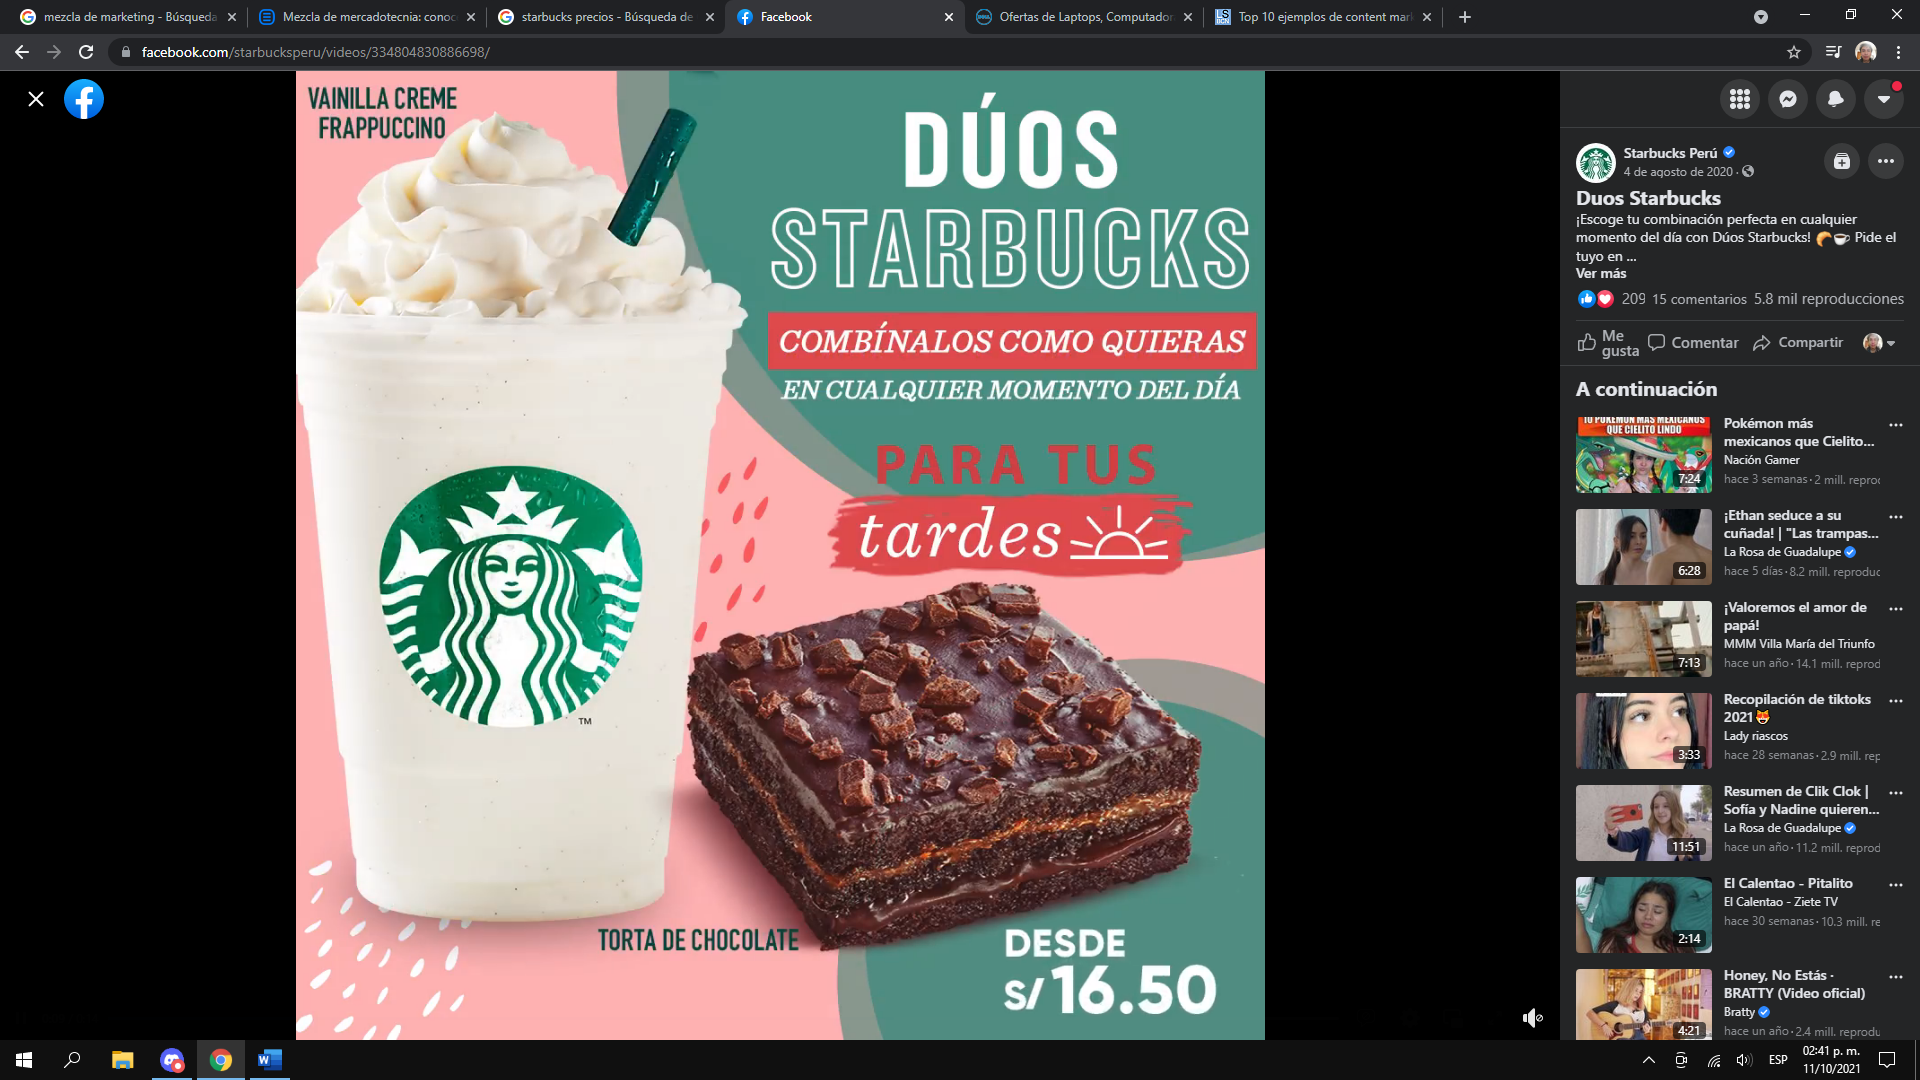 mezcla de marketing - Búsqueda
Mezcla de mercadotecnia: conoc
starbucks precios - Búsqueda de
Facebook
Ofertas de Laptops, Computador
Top 10 ejemplos de content mark
facebook.com/starbucksperu/videos/334804830886698/
VAINILLA CREME
FRAPPUCCINO
DÚOS
STARBUCKS
COMBÍNALOS COMO QUIERAS
EN CUALQUIER MOMENTO DEL DÍA
PARA TUS
tardes
TM
TORTA DE CHOCOLATE
DESDE
S/16.50
Starbucks Perú
4 de agosto de 2020 ·
Duos Starbucks
¡Escoge tu combinación perfecta en cualquier
momento del día con Dúos Starbucks! 🥐☕ Pide el
tuyo en ...
Ver más
209 15 comentarios 5.8 mil reproducciones
Me
gusta
Comentar
Compartir
A continuación
10 POKÉMON MÁS MEXICANOS
QUE CIELITO LINDO
7:24
Pokémon más
mexicanos que Cielito...
Nación Gamer
hace 3 semanas · 2 mill. reproc
6:28
¡Ethan seduce a su
cuñada! | "Las trampas...
La Rosa de Guadalupe
hace 5 días · 8.2 mill. reproduc
7:13
¡Valoremos el amor de
papá!
MMM Villa María del Triunfo
hace un año · 14.1 mill. reprod
3:33
Recopilación de tiktoks
2021🦊
Lady riascos
hace 28 semanas · 2.9 mill. rep
11:51
Resumen de Clik Clok |
Sofía y Nadine quieren...
La Rosa de Guadalupe
hace un año · 11.2 mill. reprod
2:14
El Calentao - Pitalito
El Calentao - Ziete TV
hace 30 semanas · 10.3 mill. re
4:21
Honey, No Estás ·
BRATTY (Video oficial)
Bratty
hace un año · 2.4 mill. reprodu
ESP
02:41 p. m.
11/10/2021